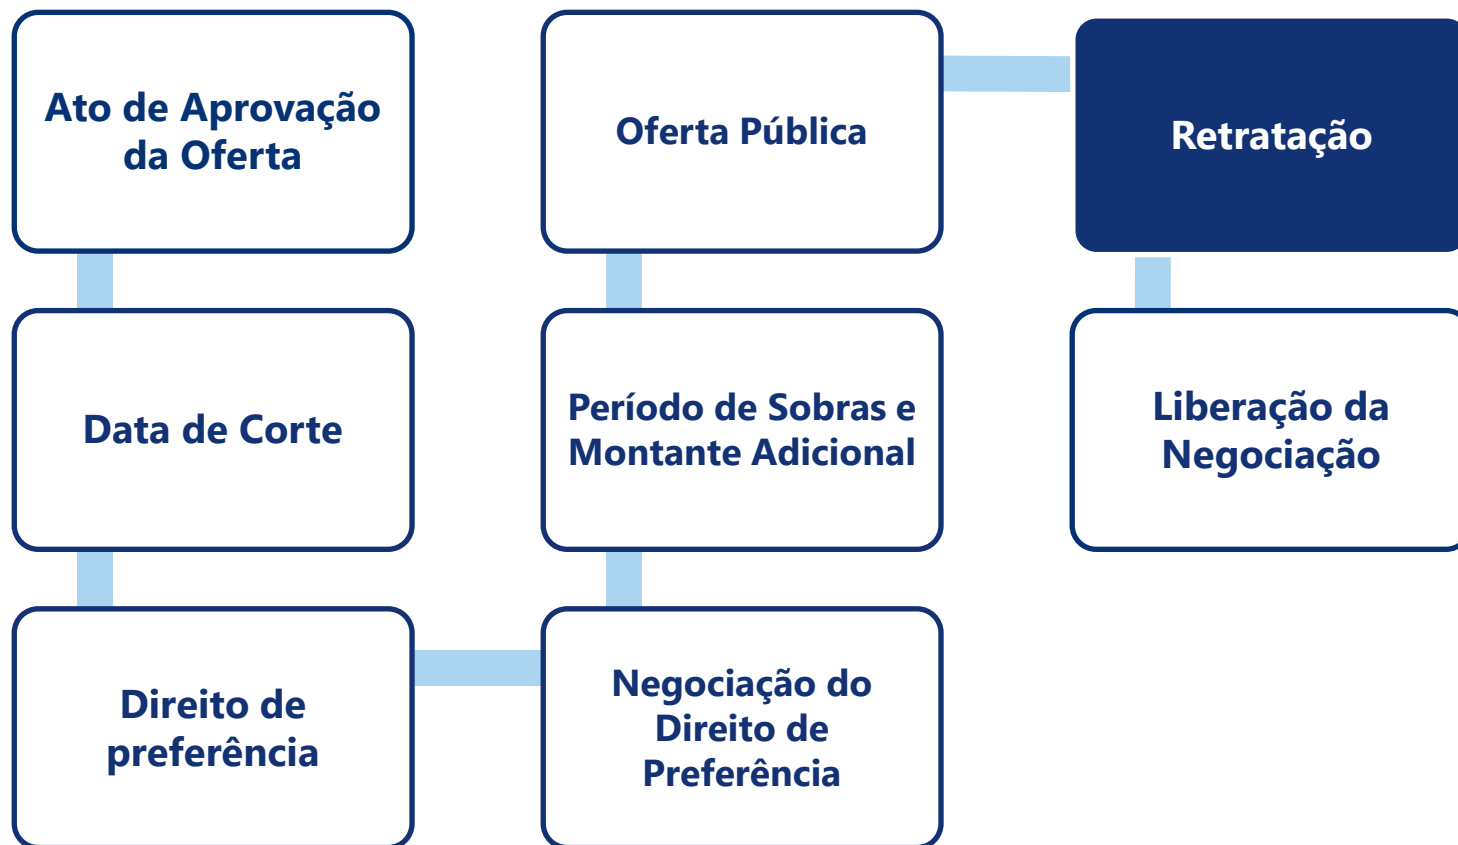 Ato de Aprovação
da Oferta
Data de Corte
Direito de
preferência
Negociação do
Direito de
Preferência
Período de Sobras e
Montante Adicional
Oferta Pública
Retratação
Liberação da
Negociação